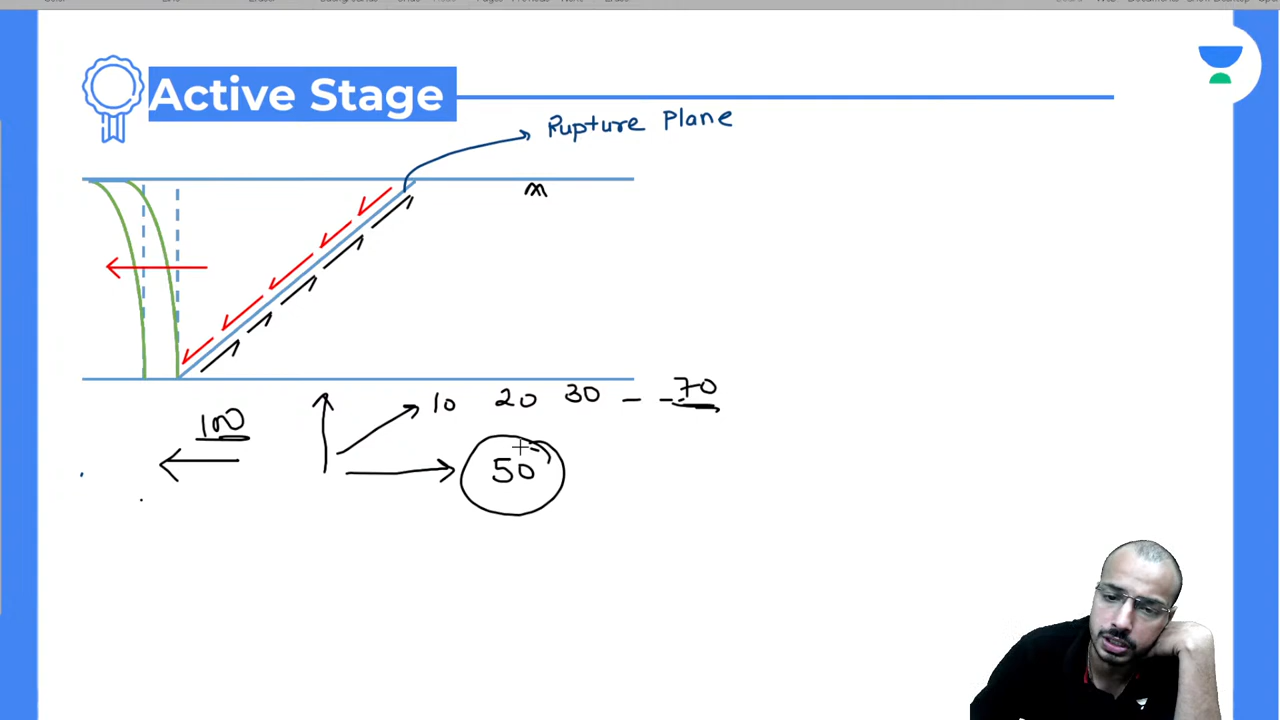 Active Stage
Rupture Plane
m
100
10 20 30 - - 70
50